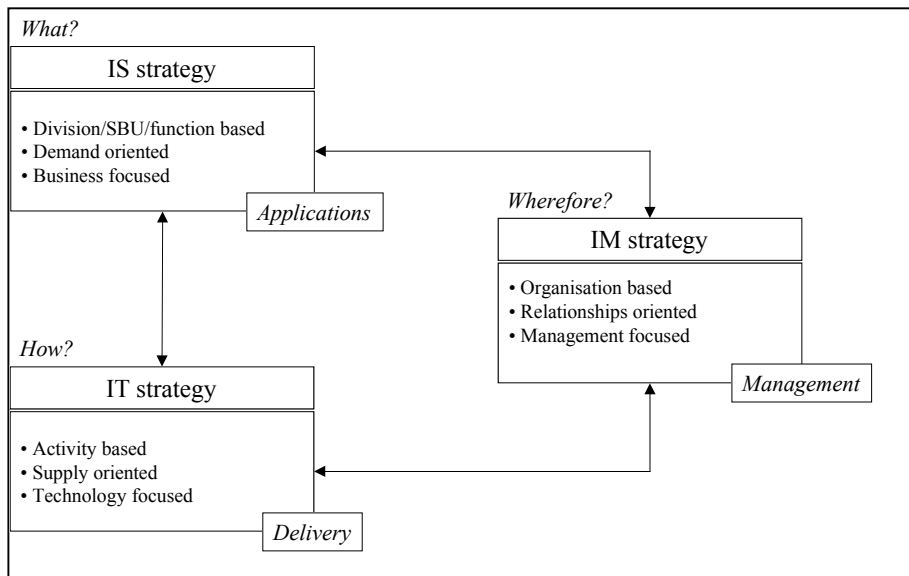 What?
IS strategy
• Division/SBU/function based
• Demand oriented
• Business focused
Applications
Wherefore?
IM strategy
• Organisation based
• Relationships oriented
• Management focused
Management
How?
IT strategy
• Activity based
• Supply oriented
• Technology focused
Delivery